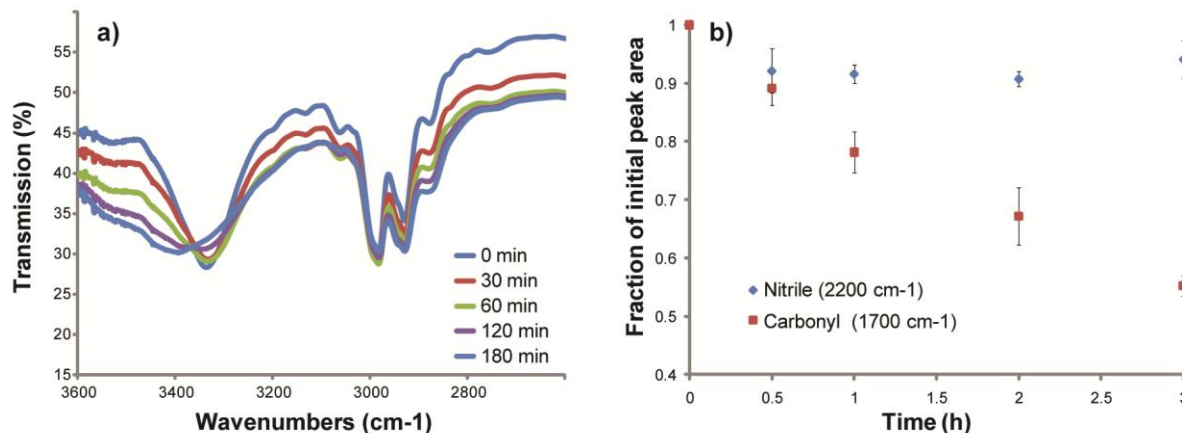 a)
Transmission (%)
55
50
45
40
35
30
25
20
15
3600
3400
3200
3000
2800
Wavenumbers (cm-1)
0 min
30 min
60 min
120 min
180 min
b)
Fraction of initial peak area
1
0.9
0.8
0.7
0.6
0.5
0.4
0
0.5
1
1.5
2
2.5
3
Time (h)
Nitrile (2200 cm-1)
Carbonyl (1700 cm-1)